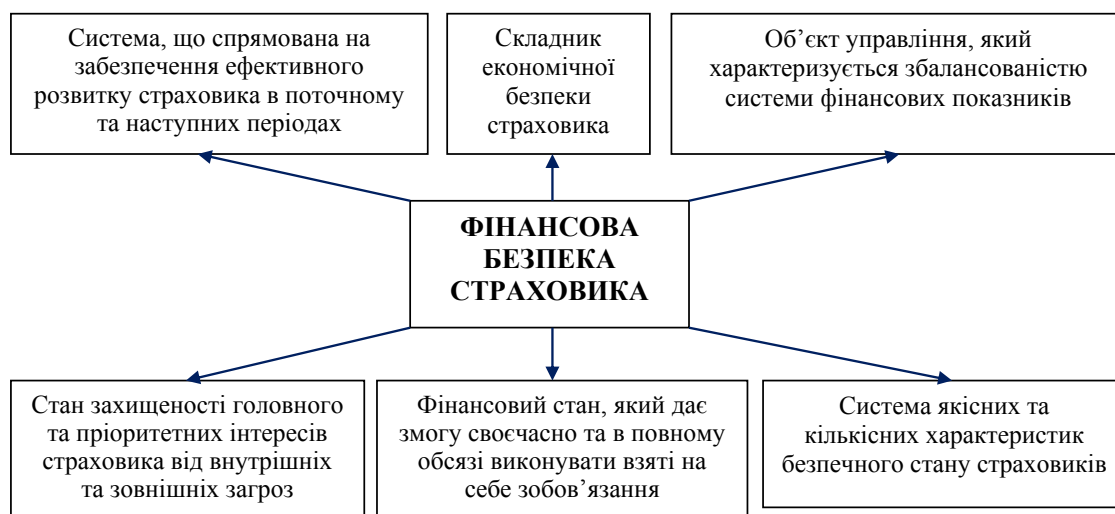 Система, що спрямована на
забезпечення ефективного
розвитку страховика в поточному
та наступних періодах
Складник
економічної
безпеки
страховика
Об’єкт управління, який
характеризується збалансованістю
системи фінансових показників
ФІНАНСОВА
БЕЗПЕКА
СТРАХОВИКА
Стан захищеності головного
та пріоритетних інтересів
страховика від внутрішніх
та зовнішніх загроз
Фінансовий стан, який дає
змогу своєчасно та в повному
обсязі виконувати взяті на
себе зобов’язання
Система якісних та
кількісних характеристик
безпечного стану страховиків